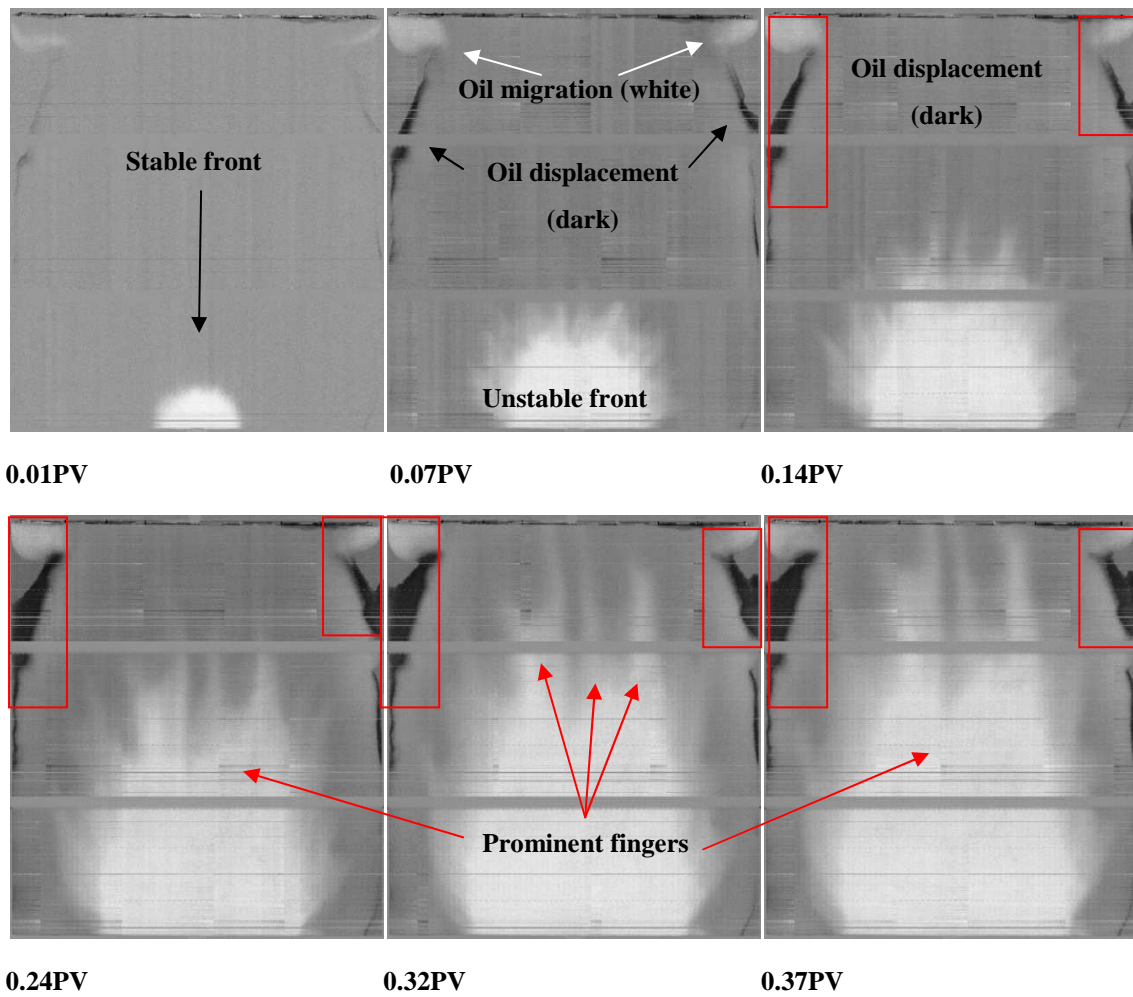 Oil migration (white)
Oil displacement
(dark)
Stable front
Oil displacement
(dark)
Unstable front
0.01PV
0.07PV
0.14PV
Prominent fingers
0.24PV
0.32PV
0.37PV